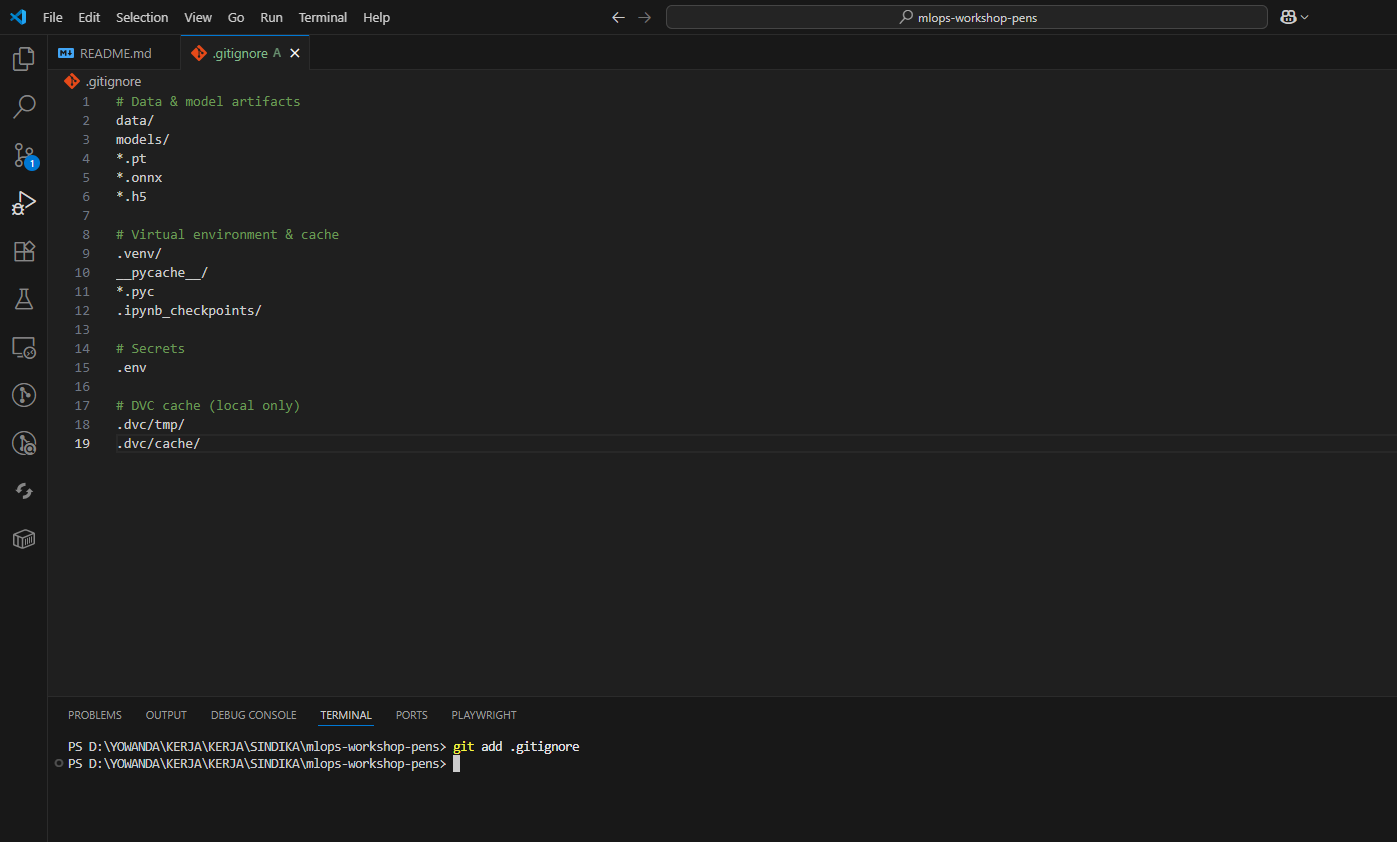 File Edit Selection View Go Run Terminal Help
mlops-workshop-pens
README.md
.gitignore A
.gitignore
1 # Data & model artifacts
2 data/
3 models/
4 *.pt
5 *.onnx
6 *.h5
7
8 # Virtual environment & cache
9 .venv/
10 __pycache__/
11 *.pyc
12 .ipynb_checkpoints/
13
14 # Secrets
15 .env
16
17 # DVC cache (local only)
18 .dvc/tmp/
19 .dvc/cache/
1
PROBLEMS OUTPUT DEBUG CONSOLE TERMINAL PORTS PLAYWRIGHT
PS D:\YOWANDA\KERJA\KERJA\SINDIKA\mlops-workshop-pens> git add .gitignore
PS D:\YOWANDA\KERJA\KERJA\SINDIKA\mlops-workshop-pens>